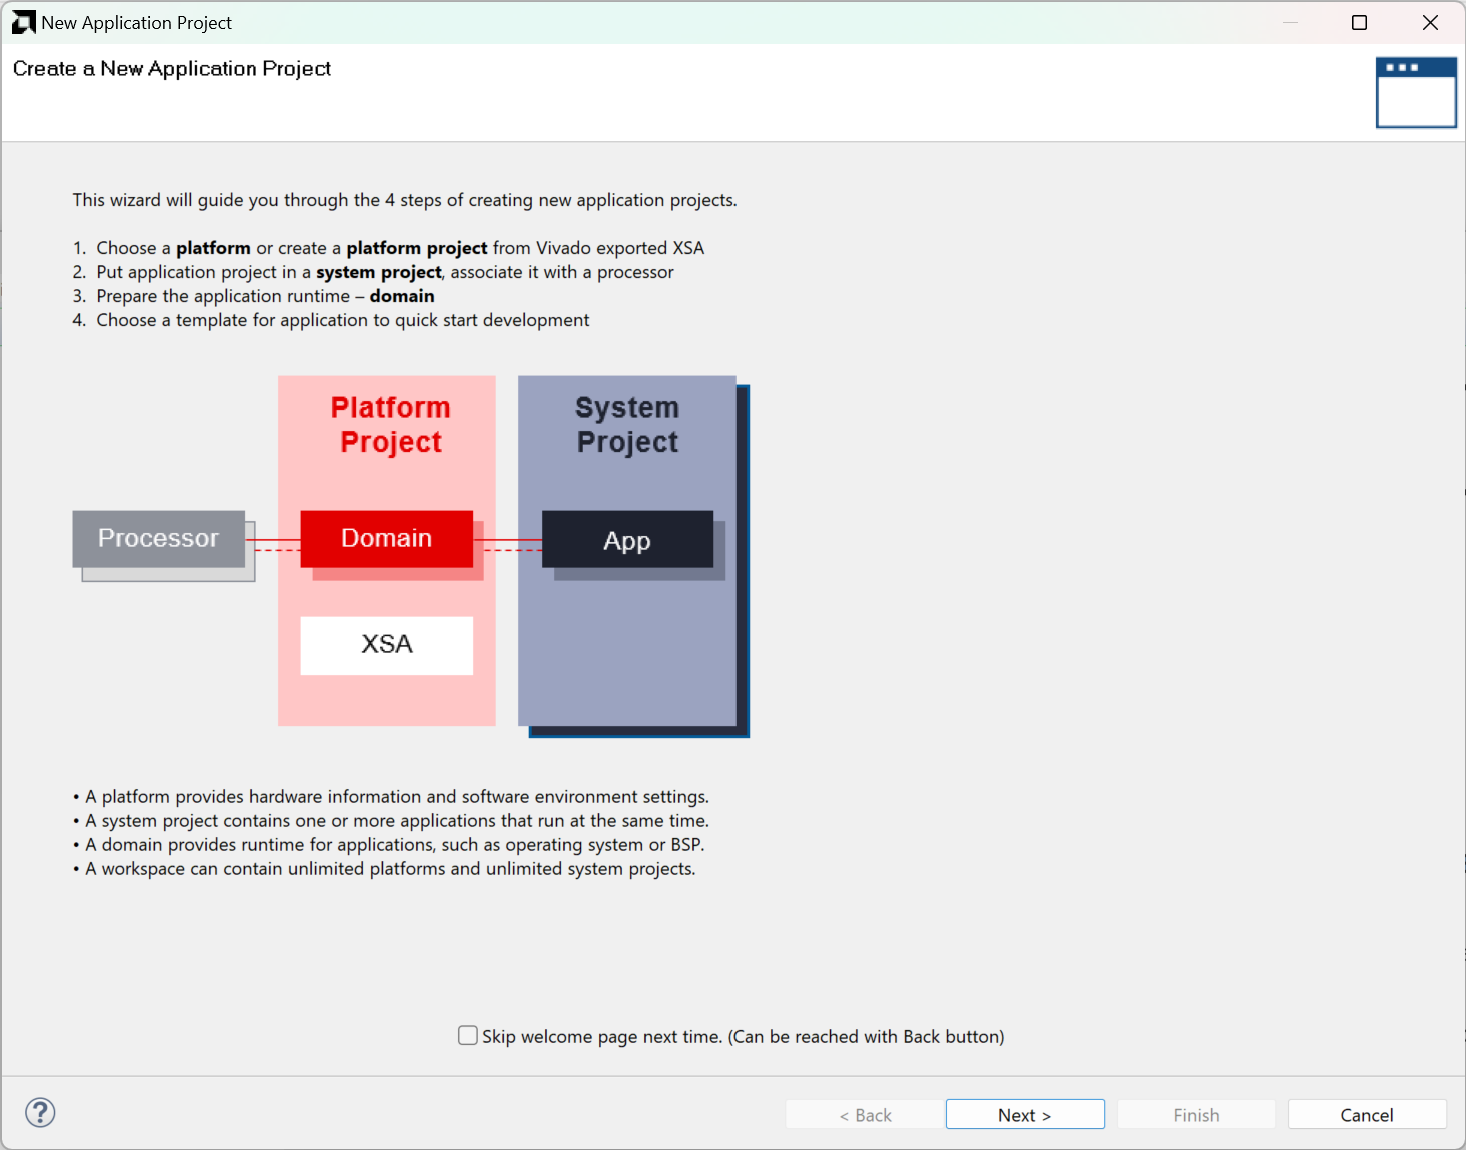 New Application Project
Create a New Application Project
This wizard will guide you through the 4 steps of creating new application projects.
1. Choose a platform or create a platform project from Vivado exported XSA
2. Put application project in a system project, associate it with a processor
3. Prepare the application runtime – domain
4. Choose a template for application to quick start development
Platform
Project
System
Project
Processor
Domain
App
XSA
• A platform provides hardware information and software environment settings.
• A system project contains one or more applications that run at the same time.
• A domain provides runtime for applications, such as operating system or BSP.
• A workspace can contain unlimited platforms and unlimited system projects.
Skip welcome page next time. (Can be reached with Back button)
?
< Back
Next >
Finish
Cancel